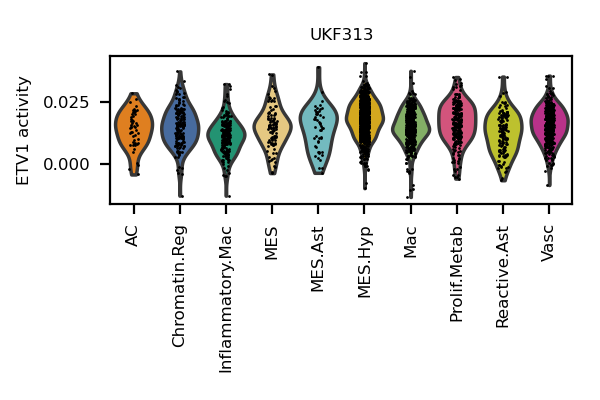 UKF313
ETV1 activity
0.025
0.000
AC
Chromatin.Reg
Inflammatory.Mac
MES
MES.Ast
MES.Hyp
Mac
Prolif.Metab
Reactive.Ast
Vasc